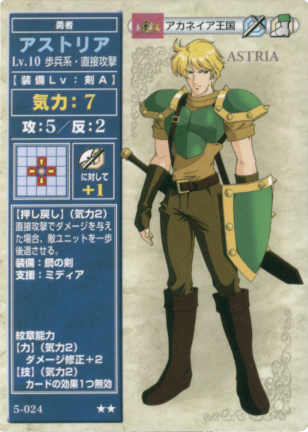 勇者
アストリア
Lv.10 歩兵系・直接攻撃
【装備Lv:剣A】
気力:7
攻:5/反:2
に対して
+1
【押し戻し】(気力2)
直接攻撃でダメージを与え
た場合、敵ユニットを一歩
後退させる。
装備:鋼の剣
支援:ミディア
紋章能力
【力】(気力2)
ダメージ修正+2
【技】(気力2)
カードの効果1つ無効
5-024
★★
アカネイア王国
ASTRIA